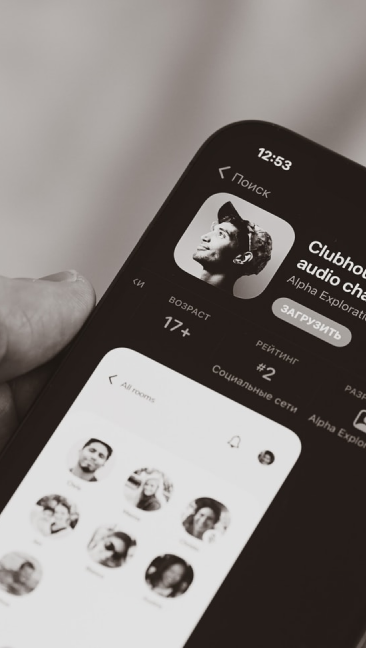 12:53
Поиск
Clubhou
audio cha
Alpha Explorati
ЗАГРУЗИТЬ
КИ
ВОЗРАСТ
17+
РЕЙТИНГ
#2
Социальные сети
РАЗР
Alpha Explor
All rooms